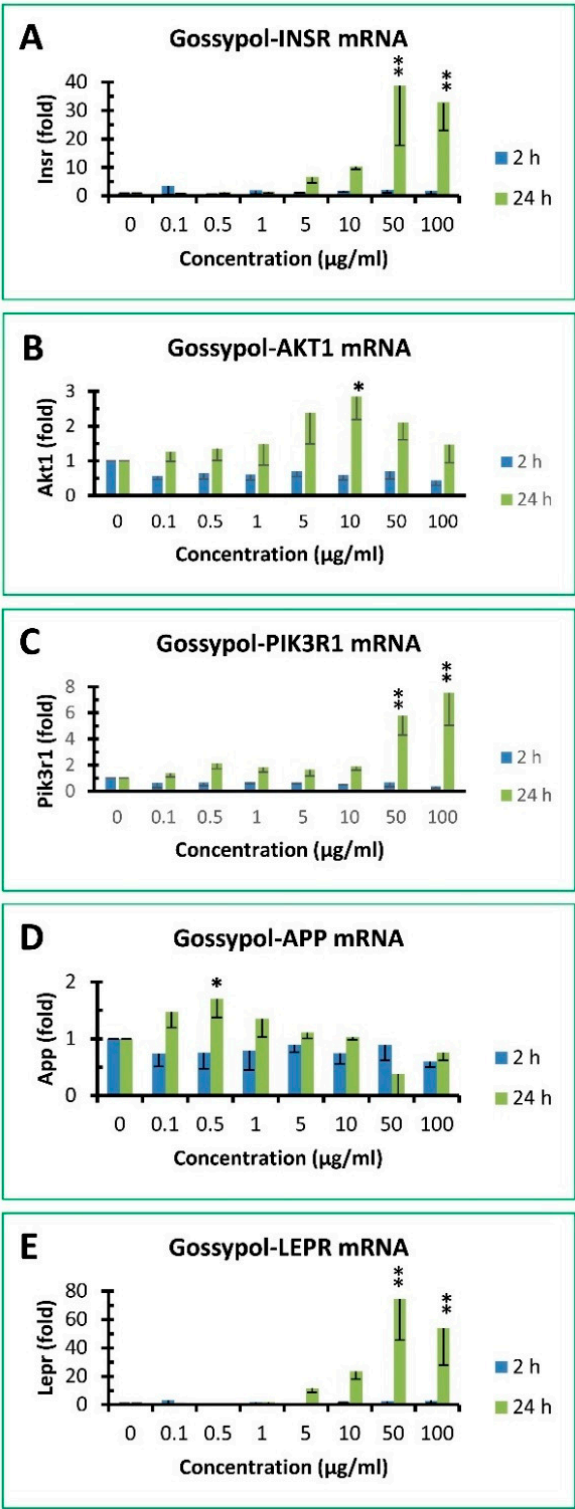 A
Gossypol-INSR mRNA
**
**
40
30
20
10
0
Insr (fold)
2 h
24 h
0 0.1 0.5 1 5 10 50 100
Concentration (µg/ml)
B
Gossypol-AKT1 mRNA
*
3
2
1
0
Akt1 (fold)
2 h
24 h
0 0.1 0.5 1 5 10 50 100
Concentration (µg/ml)
C
Gossypol-PIK3R1 mRNA
**
**
8
6
4
2
0
Pik3r1 (fold)
2 h
24 h
0 0.1 0.5 1 5 10 50 100
Concentration (µg/ml)
D
Gossypol-APP mRNA
*
2
1
0
App (fold)
2 h
24 h
0 0.1 0.5 1 5 10 50 100
Concentration (µg/ml)
E
Gossypol-LEPR mRNA
**
**
80
60
40
20
0
Lepr (fold)
2 h
24 h
0 0.1 0.5 1 5 10 50 100
Concentration (µg/ml)